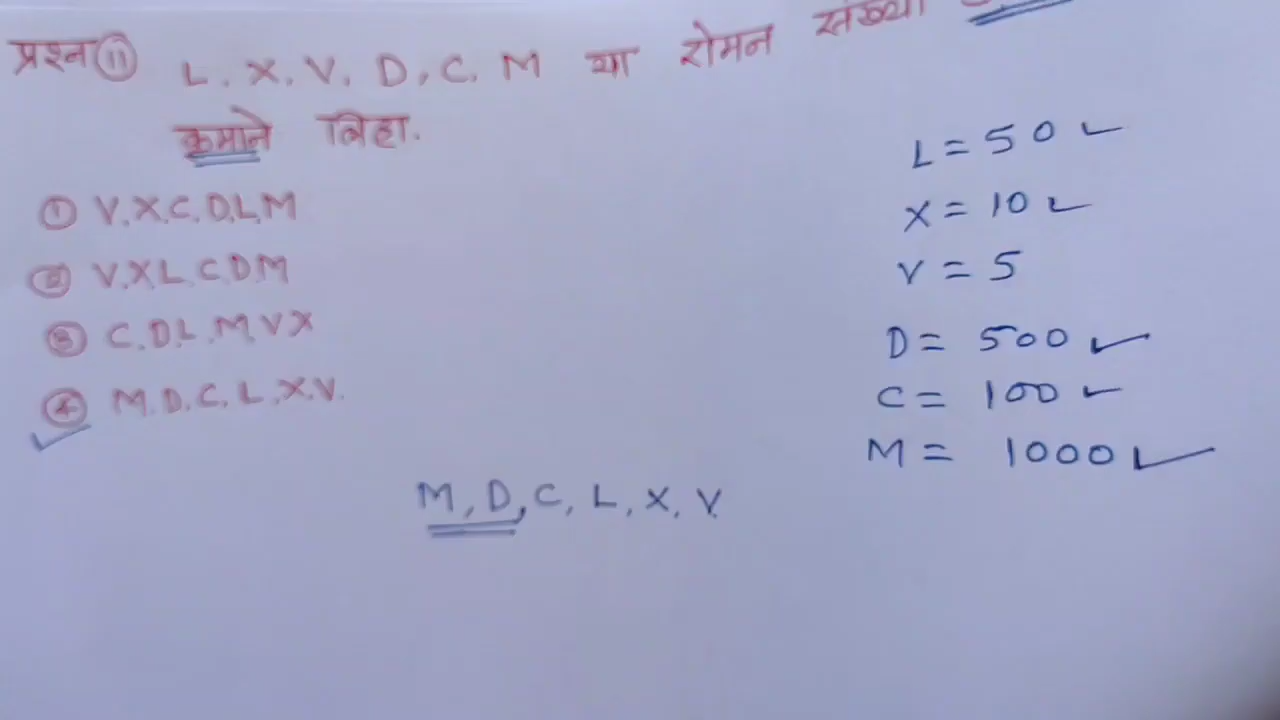 प्रश्न ⑪ L. X. V. D, C. M या रोमन संख्या
क्रमाने लिहा.
① V.X.C.D.L.M
② V.X.L.C.D.M
③ C.D.L.M.V.X
④ M.D.C.L.X.V.
L = 50 ✓
X = 10 ✓
V = 5
D = 500 ✓
C = 100 ✓
M = 1000 ✓
M, D, C, L, X, V.